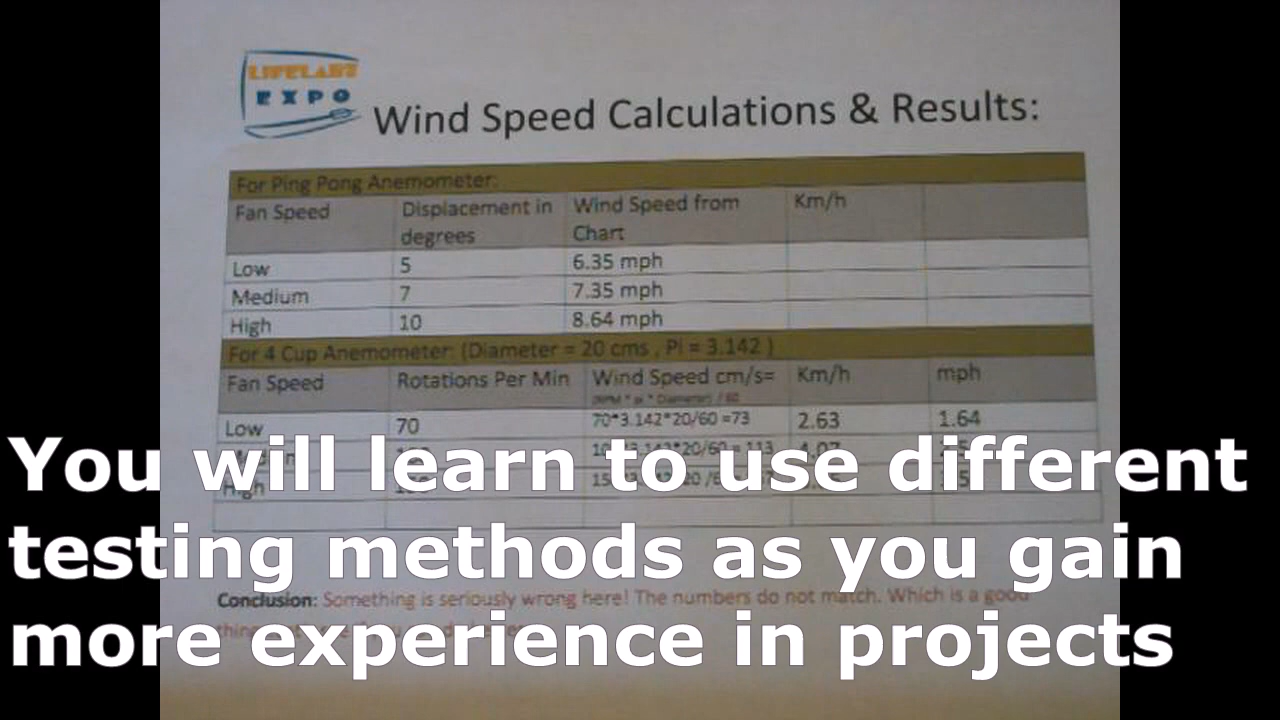 LIFELABS
EXPO
Wind Speed Calculations & Results:
For Ping Pong Anemometer:
Fan Speed Displacement in degrees Wind Speed from Chart Km/h
Low 5 6.35 mph
Medium 7 7.35 mph
High 10 8.64 mph
For 4 Cup Anemometer: (Diameter = 20 cms , Pi = 3.142 )
Fan Speed Rotations Per Min Wind Speed cm/s= (RPM * pi * Diameter) / 60 Km/h mph
Low 70 70*3.142*20/60 =73 2.63 1.64
High
You will learn to use different
testing methods as you gain
more experience in projects
Conclusion: Something is seriously wrong here! The numbers do not match. Which is a good